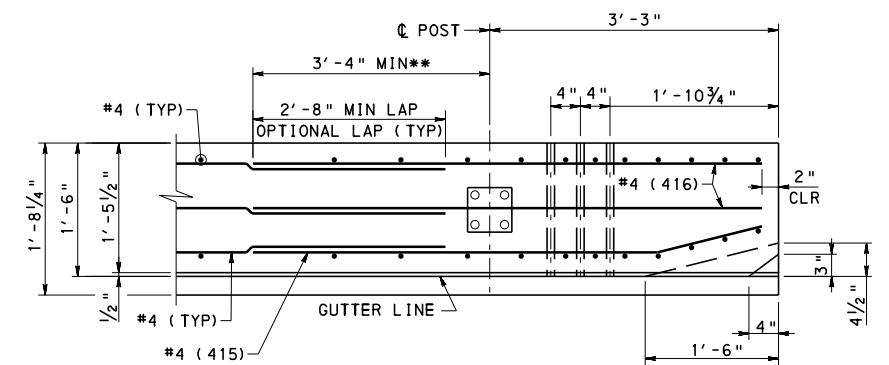 ℄ POST
3'-3"
3'-4" MIN**
4" 4"
1'-10¾"
#4 (TYP)
2'-8" MIN LAP
OPTIONAL LAP (TYP)
#4 (416)
2"
CLR
1'-8¼"
1'-6"
1'-5½"
½"
3"
4½"
GUTTER LINE
#4 (TYP)
4"
#4 (415)
1'-6"